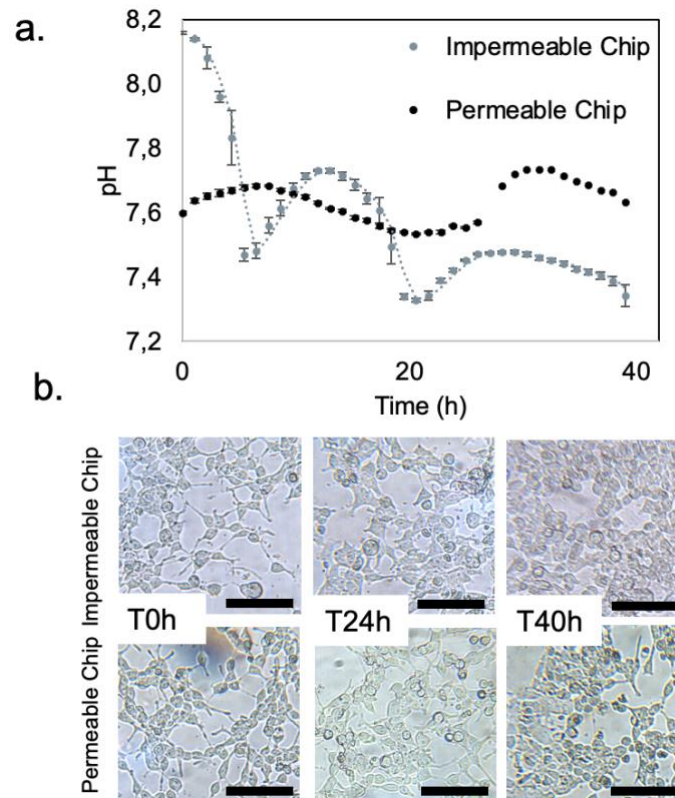 a.
8,2
8,0
7,8
7,6
7,4
7,2
pH
Impermeable Chip
Permeable Chip
0
20
40
Time (h)
b.
Impermeable Chip
Permeable Chip
T0h
T24h
T40h